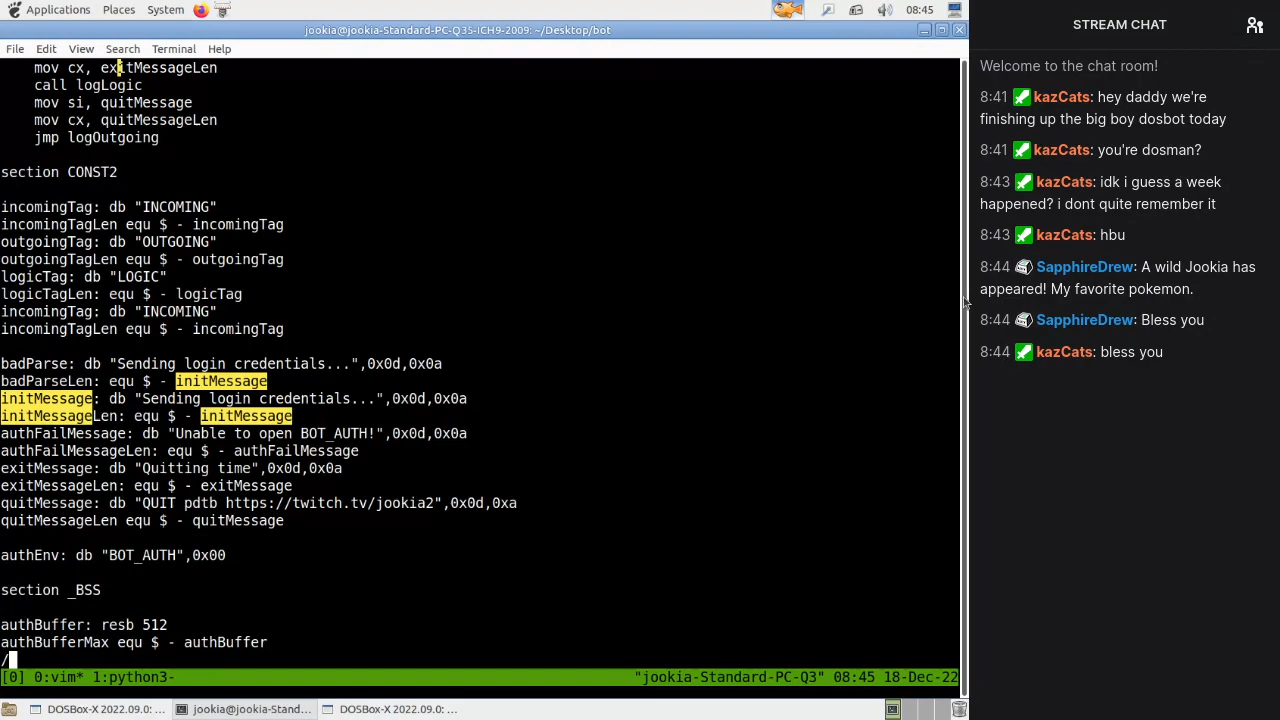 Applications Places System 08:45
jookia@jookia-Standard-PC-Q35-ICH9-2009: ~/Desktop/bot
File Edit View Search Terminal Help
mov cx, exitMessageLen
call logLogic
mov si, quitMessage
mov cx, quitMessageLen
jmp logOutgoing
section CONST2
incomingTag: db "INCOMING"
incomingTagLen equ $ - incomingTag
outgoingTag: db "OUTGOING"
outgoingTagLen equ $ - outgoingTag
logicTag: db "LOGIC"
logicTagLen: equ $ - logicTag
incomingTag: db "INCOMING"
incomingTagLen equ $ - incomingTag
badParse: db "Sending login credentials...",0x0d,0x0a
badParseLen: equ $ - initMessage
initMessage: db "Sending login credentials...",0x0d,0x0a
initMessageLen: equ $ - initMessage
authFailMessage: db "Unable to open BOT_AUTH!",0x0d,0x0a
authFailMessageLen: equ $ - authFailMessage
exitMessage: db "Quitting time",0x0d,0x0a
exitMessageLen: equ $ - exitMessage
quitMessage: db "QUIT pdtb https://twitch.tv/jookia2",0x0d,0xa
quitMessageLen equ $ - quitMessage
authEnv: db "BOT_AUTH",0x00
section _BSS
authBuffer: resb 512
authBufferMax equ $ - authBuffer
/
[0] 0:vim* 1:python3- "jookia-Standard-PC-Q3" 08:45 18-Dec-22
DOSBox-X 2022.09.0: ... jookia@jookia-Stand... DOSBox-X 2022.09.0: ...
STREAM CHAT
Welcome to the chat room!
8:41 kazCats: hey daddy we're
finishing up the big boy dosbot today
8:41 kazCats: you're dosman?
8:43 kazCats: idk i guess a week
happened? i dont quite remember it
8:43 kazCats: hbu
8:44 SapphireDrew: A wild Jookia has
appeared! My favorite pokemon.
8:44 SapphireDrew: Bless you
8:44 kazCats: bless you